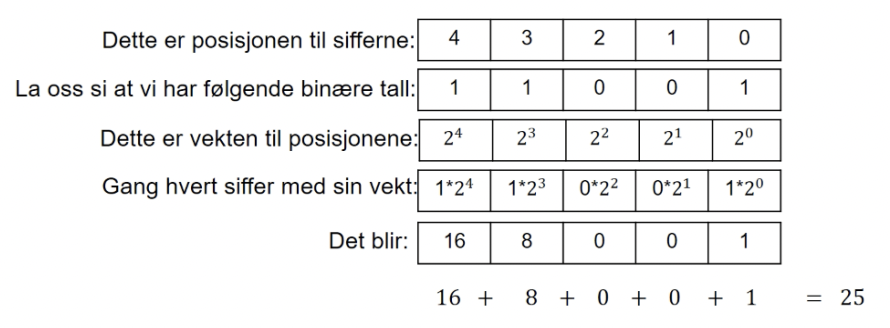 Dette er posisjonen til sifferne: 4 3 2 1 0
La oss si at vi har følgende binære tall: 1 1 0 0 1
Dette er vekten til posisjonene: 2⁴ 2³ 2² 2¹ 2⁰
Gang hvert siffer med sin vekt: 1*2⁴ 1*2³ 0*2² 0*2¹ 1*2⁰
Det blir: 16 8 0 0 1
16 + 8 + 0 + 0 + 1 = 25